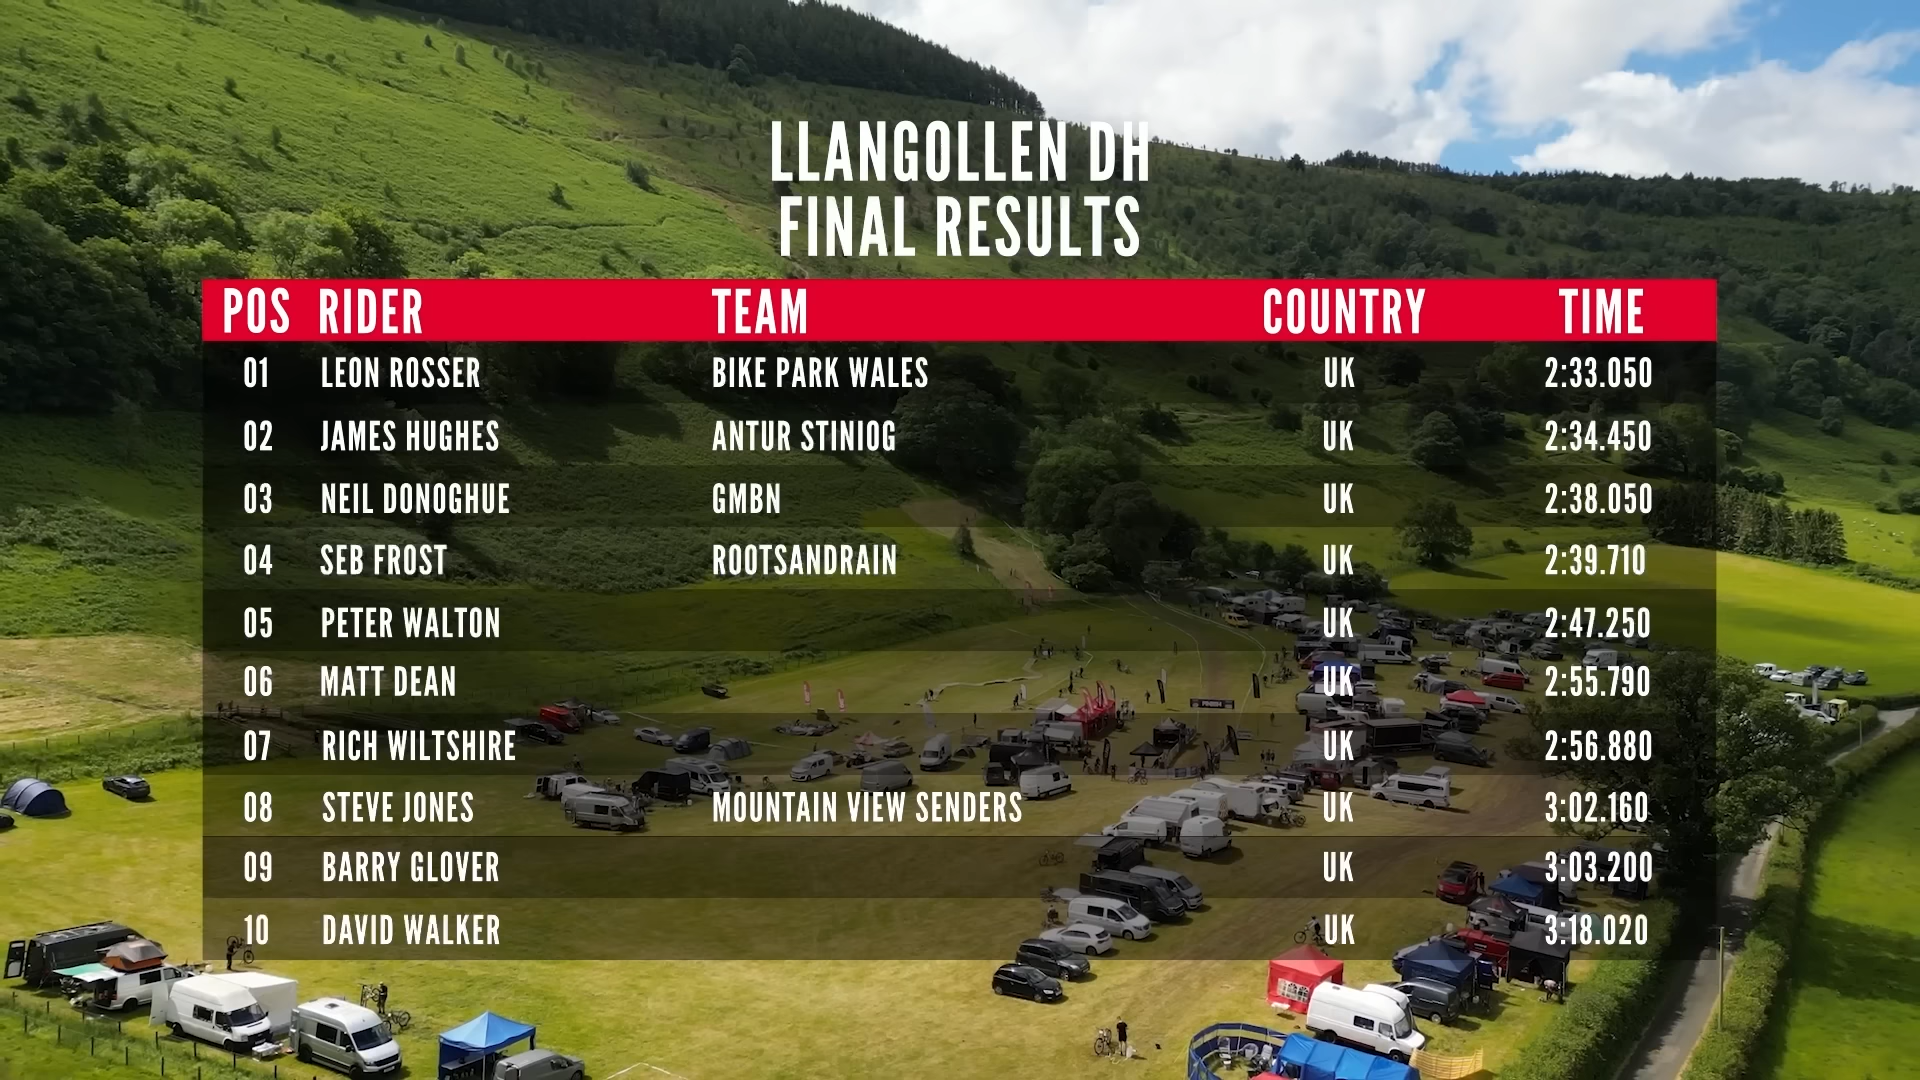 LLANGOLLEN DH
FINAL RESULTS
POS RIDER TEAM COUNTRY TIME
01 LEON ROSSER BIKE PARK WALES UK 2:33.050
02 JAMES HUGHES ANTUR STINIOG UK 2:34.450
03 NEIL DONOGHUE GMBN UK 2:38.050
04 SEB FROST ROOTSANDRAIN UK 2:39.710
05 PETER WALTON UK 2:47.250
06 MATT DEAN UK 2:55.790
07 RICH WILTSHIRE UK 2:56.880
08 STEVE JONES MOUNTAIN VIEW SENDERS UK 3:02.160
09 BARRY GLOVER UK 3:03.200
10 DAVID WALKER UK 3:18.020